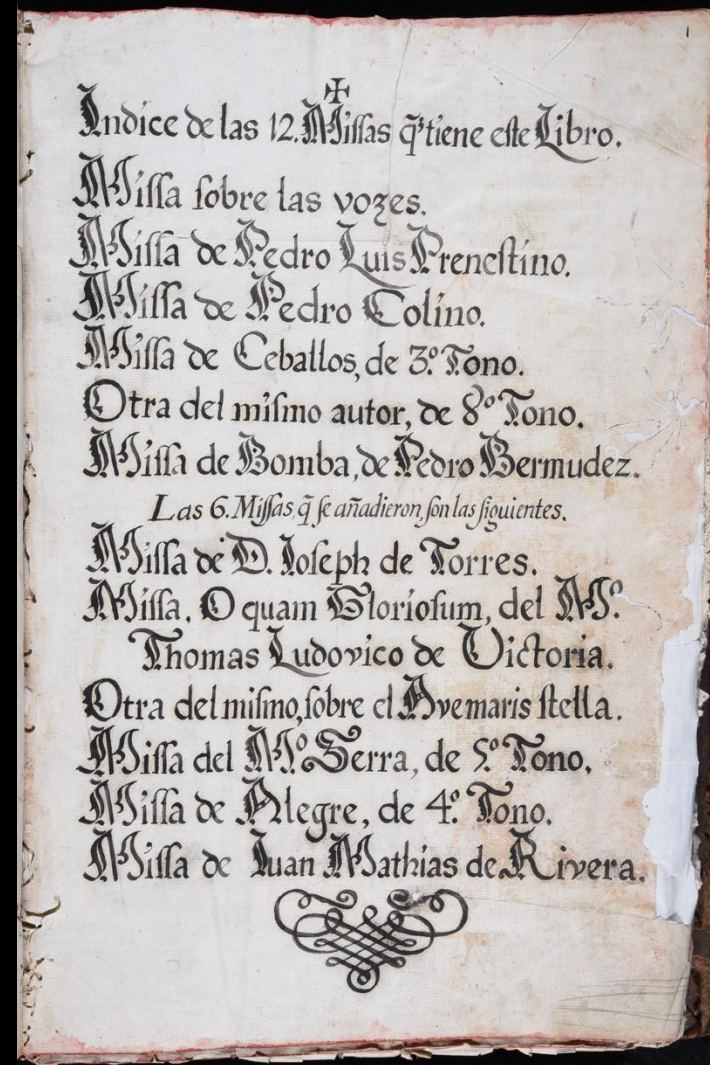 1
✠
Indice de las 12. Missas q̃ tiene este Libro.
Missa sobre las vozes.
Missa de Pedro Luis Prenestino.
Missa de Pedro Colino.
Missa de Ceballos, de 3.º Tono.
Otra del mismo autor, de 8º Tono.
Missa de Bomba, de Pedro Bermudez.
Las 6. Missas, q̃ se añadieron, son las siguientes.
Missa de D. Ioseph de Torres.
Missa. O quam Gloriosum, del M.º
Thomas Ludovico de Victoria.
Otra del mismo, sobre el Avemaris stella.
Missa del M.º Serra, de 5.º Tono.
Missa de Alegre, de 4.º Tono.
Missa de Iuan Mathias de Rivera.